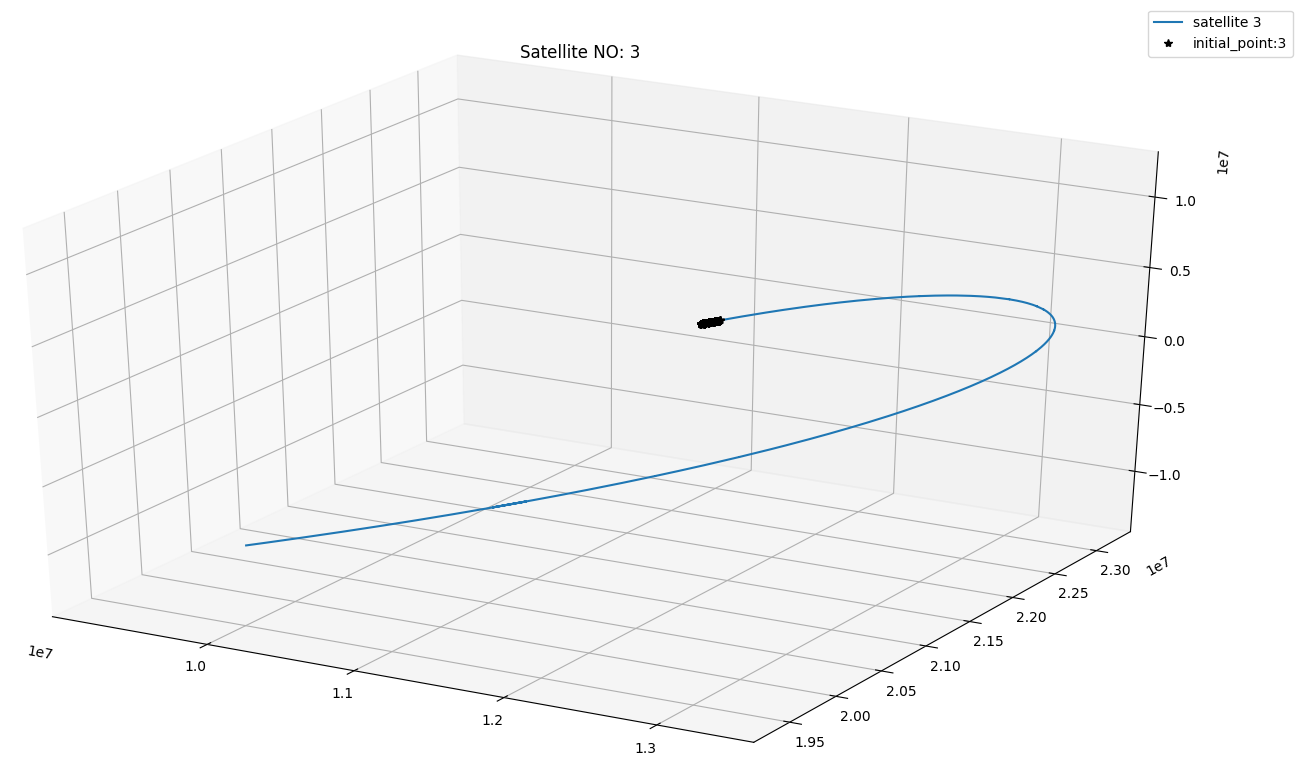 satellite 3
initial_point:3
Satellite NO: 3
1e7
1.0
0.5
0.0
−0.5
−1.0
1e7
2.30
2.25
2.20
2.15
2.10
2.05
2.00
1.95
1e7
1.0
1.1
1.2
1.3